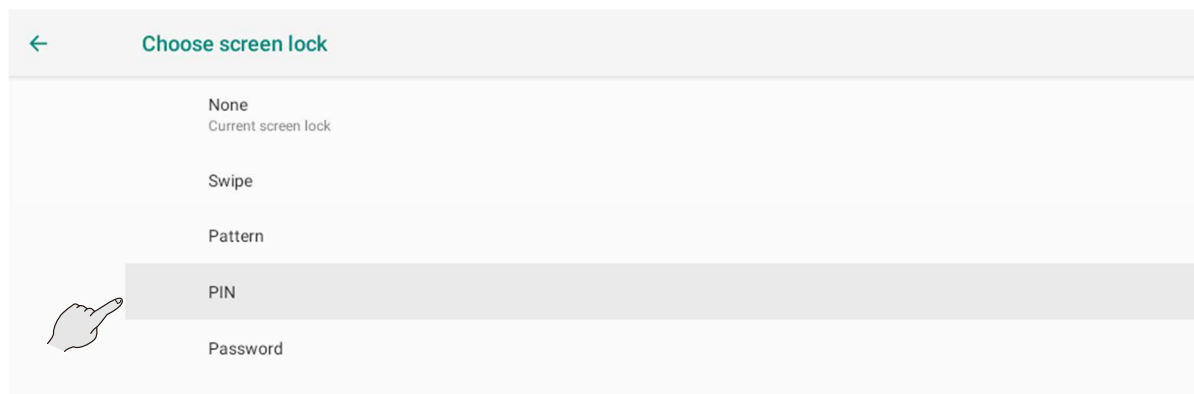 Choose screen lock
None
Current screen lock
Swipe
Pattern
PIN
Password